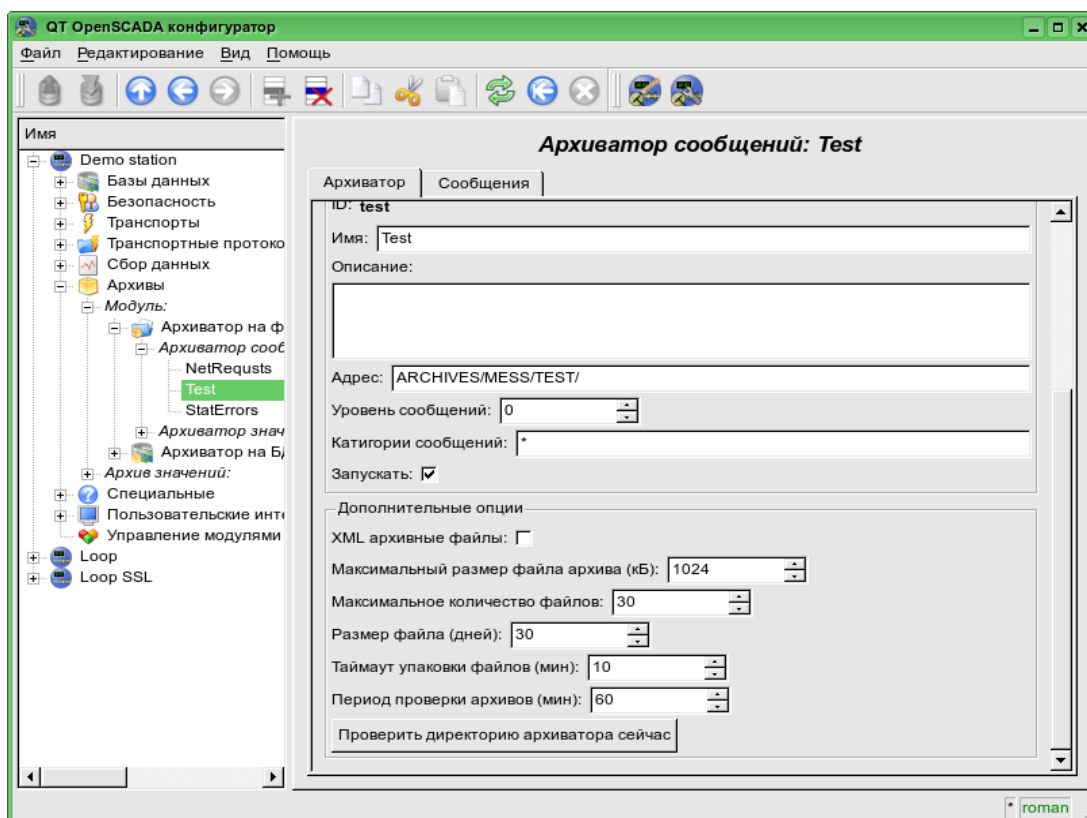 QT OpenSCADA конфигуратор
Файл Редактирование Вид Помощь
Имя
Demo station
Базы данных
Безопасность
Транспорты
Транспортные протоко
Сбор данных
Архивы
Модуль:
Архиватор на ф
Архиватор сооб
NetRequsts
Test
StatErrors
Архиватор знач
Архиватор на БД
Архив значений:
Специальные
Пользовательские инте
Управление модулями
Loop
Loop SSL
Архиватор сообщений: Test
Архиватор Сообщения
ID: test
Имя: Test
Описание:
Адрес: ARCHIVES/MESS/TEST/
Уровень сообщений: 0
Катигории сообщений: *
Запускать:
Дополнительные опции
XML архивные файлы:
Максимальный размер файла архива (кБ): 1024
Максимальное количество файлов: 30
Размер файла (дней): 30
Таймаут упаковки файлов (мин): 10
Период проверки архивов (мин): 60
Проверить директорию архиватора сейчас
* roman